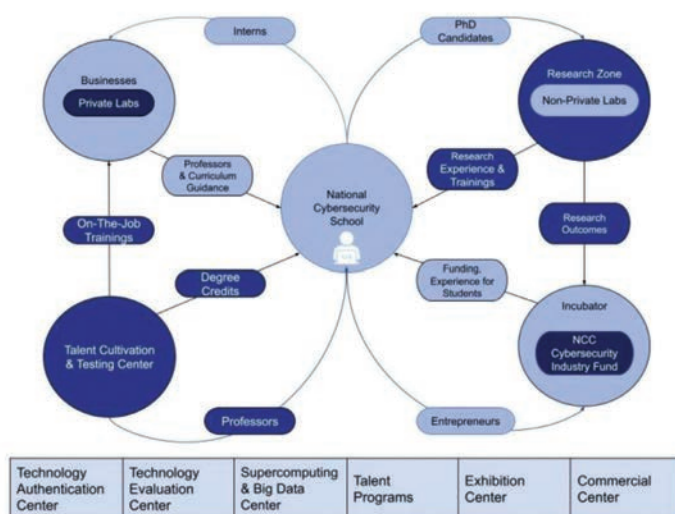 Interns
PhD
Candidates
Businesses
Private Labs
Research Zone
Non-Private Labs
Professors
& Curriculum
Guidance
Research
Experience &
Trainings
National
Cybersecurity
School
On-The-Job
Trainings
Research
Outcomes
Degree
Credits
Funding,
Experience for
Students
Talent Cultivation
& Testing Center
Incubator
NCC
Cybersecurity
Industry Fund
Professors
Entrepreneurs
Technology
Authentication
Center
Technology
Evaluation
Center
Supercomputing
& Big Data
Center
Talent
Programs
Exhibition
Center
Commercial
Center